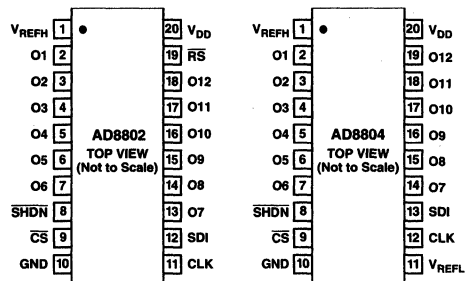 VREFH 1 20 VDD
O1 2 19 RS
O2 3 18 O12
O3 4 17 O11
O4 5 16 O10
O5 6 15 O9
O6 7 14 O8
SHDN 8 13 O7
CS 9 12 SDI
GND 10 11 CLK
AD8802
TOP VIEW
(Not to Scale)
VREFH 1 20 VDD
O1 2 19 O12
O2 3 18 O11
O3 4 17 O10
O4 5 16 O9
O5 6 15 O8
O6 7 14 O7
SHDN 8 13 SDI
CS 9 12 CLK
GND 10 11 VREFL
AD8804
TOP VIEW
(Not to Scale)